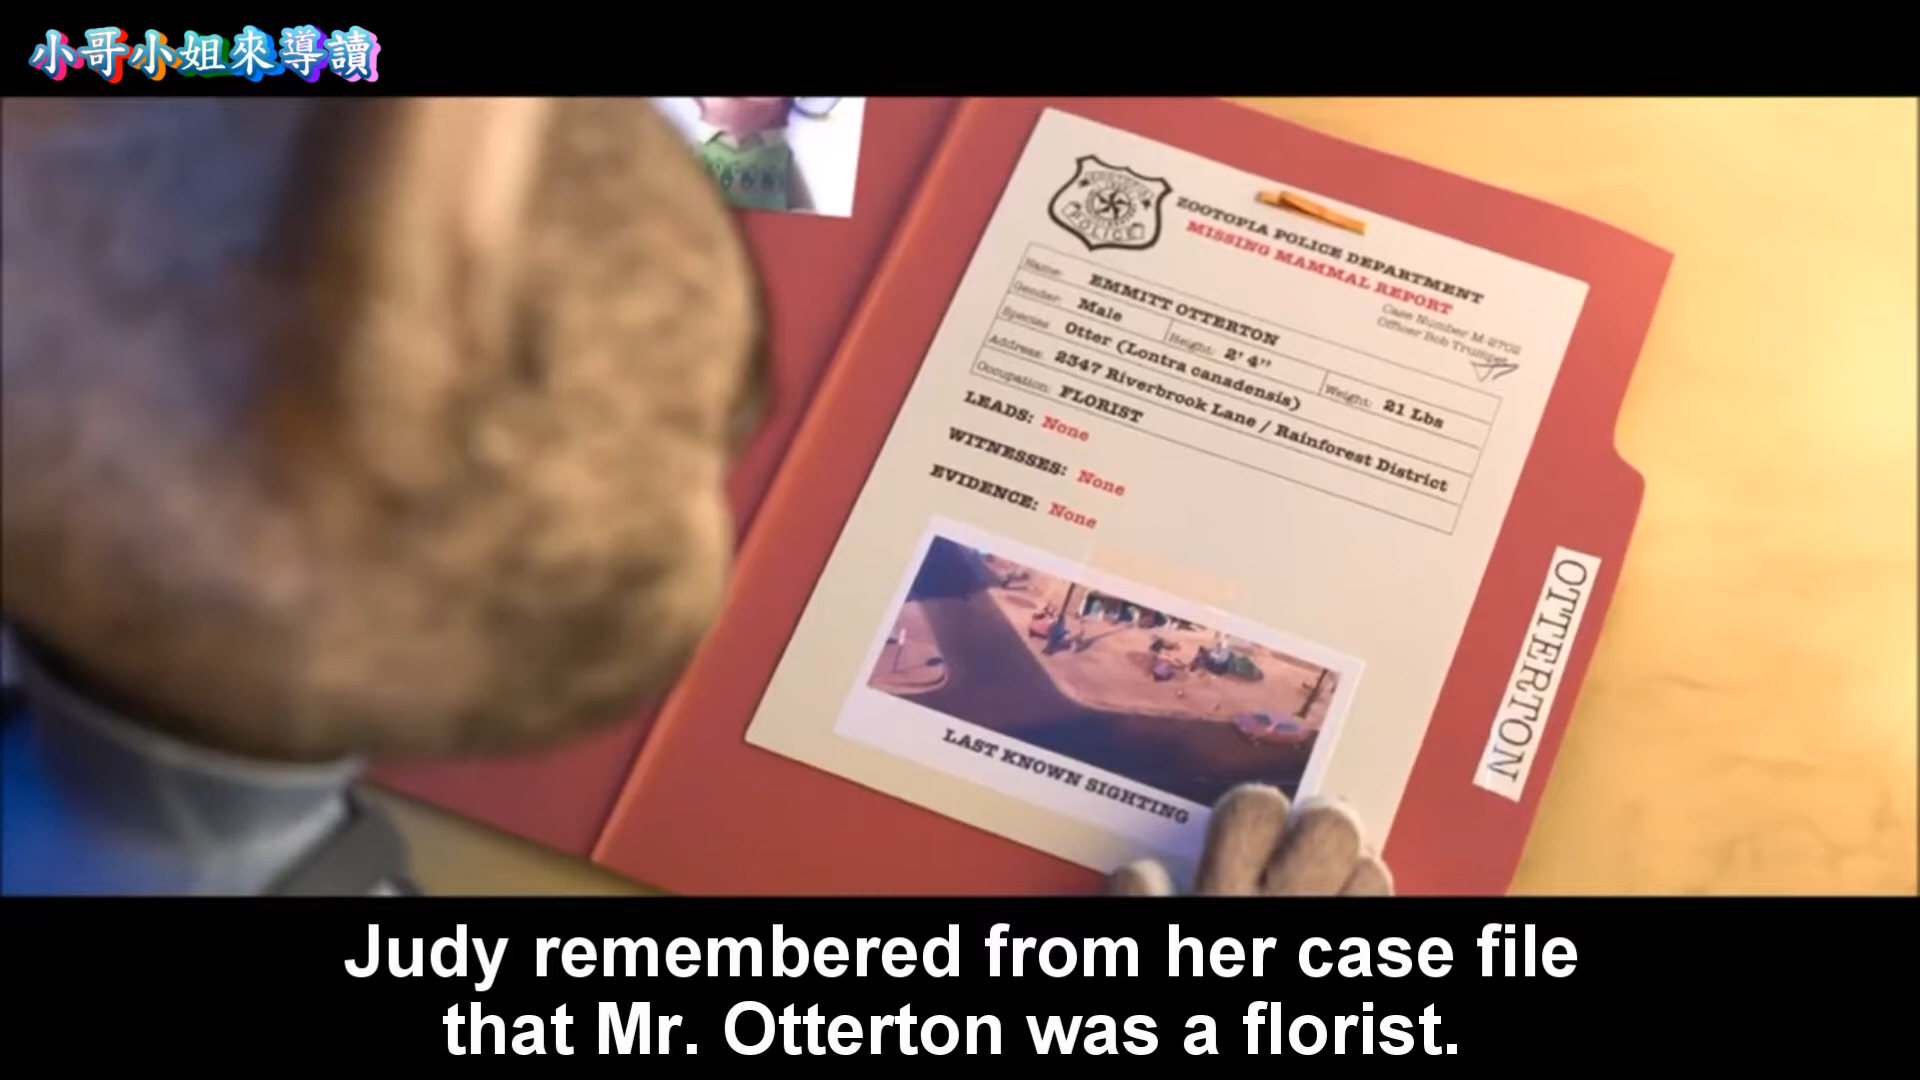 小哥小姐來導讀
ZOOTOPIA POLICE
ZOOTOPIA POLICE DEPARTMENT
MISSING MAMMAL REPORT
Case Number M-2702
Officer Bob Trumpet
Name: EMMITT OTTERTON
Gender: Male Height: 2' 4" Weight: 21 Lbs
Species: Otter (Lontra canadensis)
Address: 2347 Riverbrook Lane / Rainforest District
Occupation: FLORIST
LEADS: None
WITNESSES: None
EVIDENCE: None
LAST KNOWN SIGHTING
OTTERTON
Judy remembered from her case file
that Mr. Otterton was a florist.